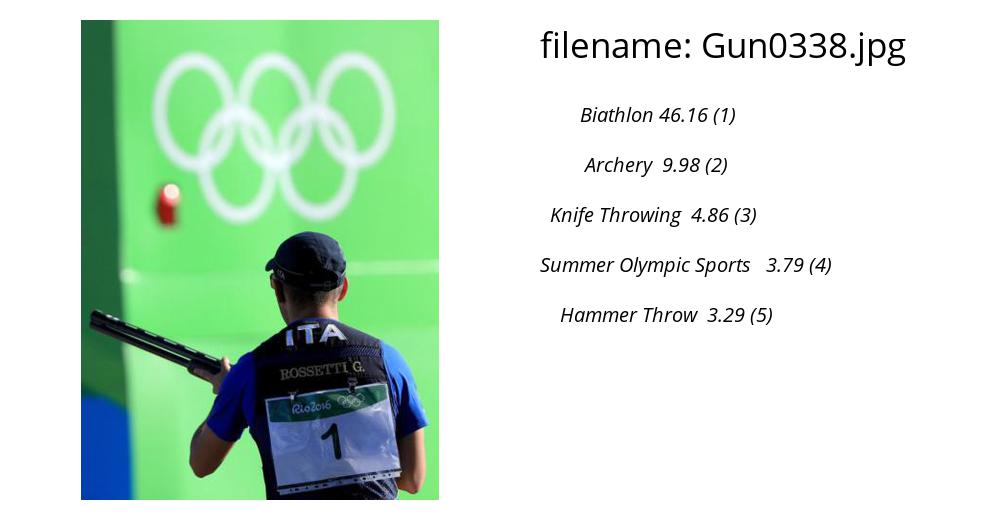 filename: Gun0338.jpg
Biathlon 46.16 (1)
Archery 9.98 (2)
Knife Throwing 4.86 (3)
Summer Olympic Sports 3.79 (4)
Hammer Throw 3.29 (5)
ITA
ROSSETTI G.
Rio2016
1